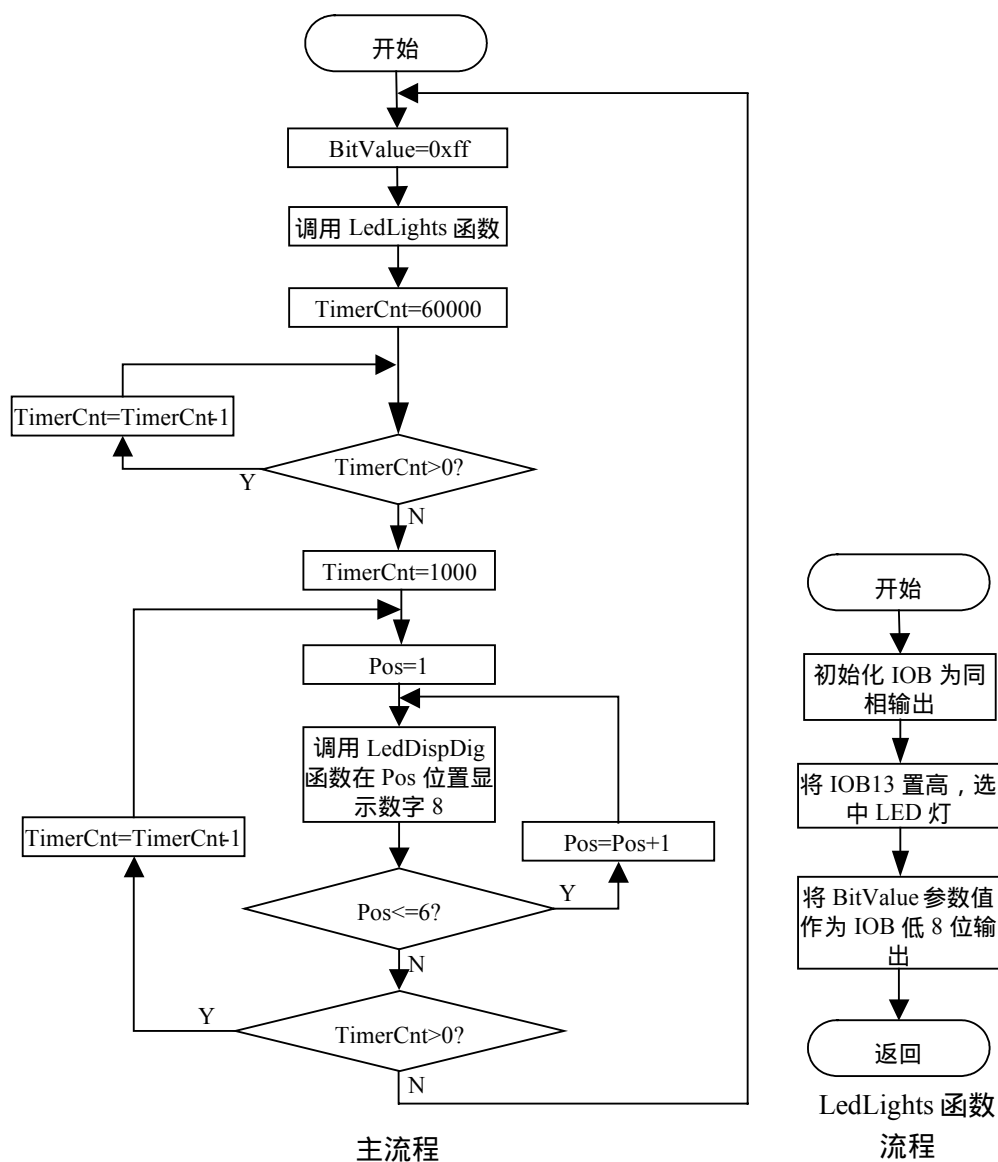 开始
BitValue=0xff
调用 LedLights 函数
TimerCnt=60000
TimerCnt=TimerCnt-1
TimerCnt>0?
Y
N
TimerCnt=1000
Pos=1
调用 LedDispDig
函数在 Pos 位置显
示数字 8
TimerCnt=TimerCnt-1
Pos=Pos+1
Pos<=6?
Y
N
TimerCnt>0?
Y
N
主流程
开始
初始化 IOB 为同
相输出
将 IOB13 置高，选
中 LED 灯
将 BitValue 参数值
作为 IOB 低 8 位输
出
返回
LedLights 函数
流程